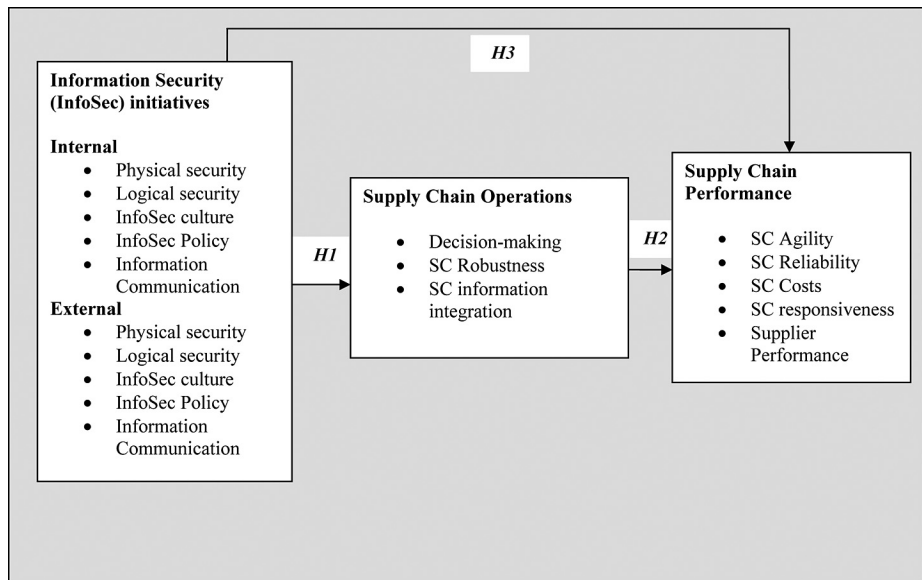 H3
Information Security
(InfoSec) initiatives
Internal
• Physical security
• Logical security
• InfoSec culture
• InfoSec Policy
• Information
Communication
External
• Physical security
• Logical security
• InfoSec culture
• InfoSec Policy
• Information
Communication
H1
Supply Chain Operations
• Decision-making
• SC Robustness
• SC information
integration
H2
Supply Chain
Performance
• SC Agility
• SC Reliability
• SC Costs
• SC responsiveness
• Supplier
Performance